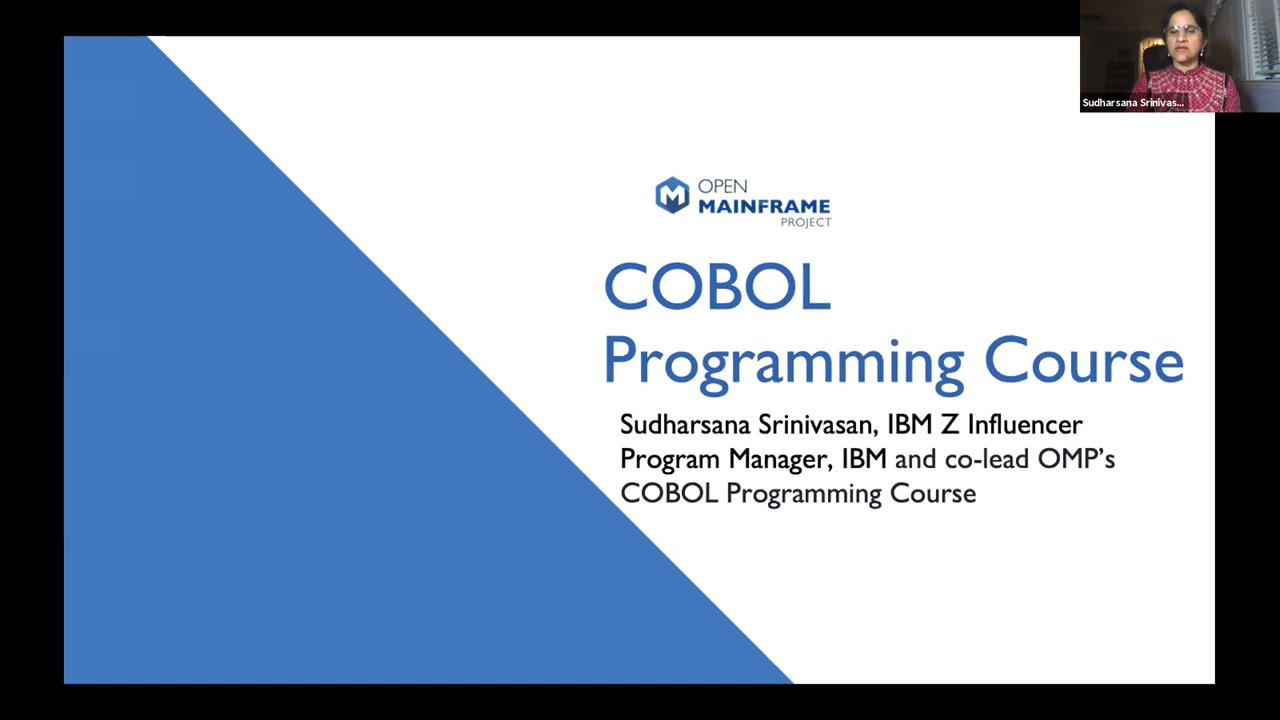 Sudharsana Srinivas...
OPEN
MAINFRAME
PROJECT
COBOL
Programming Course
Sudharsana Srinivasan, IBM Z Influencer
Program Manager, IBM and co-lead OMP's
COBOL Programming Course